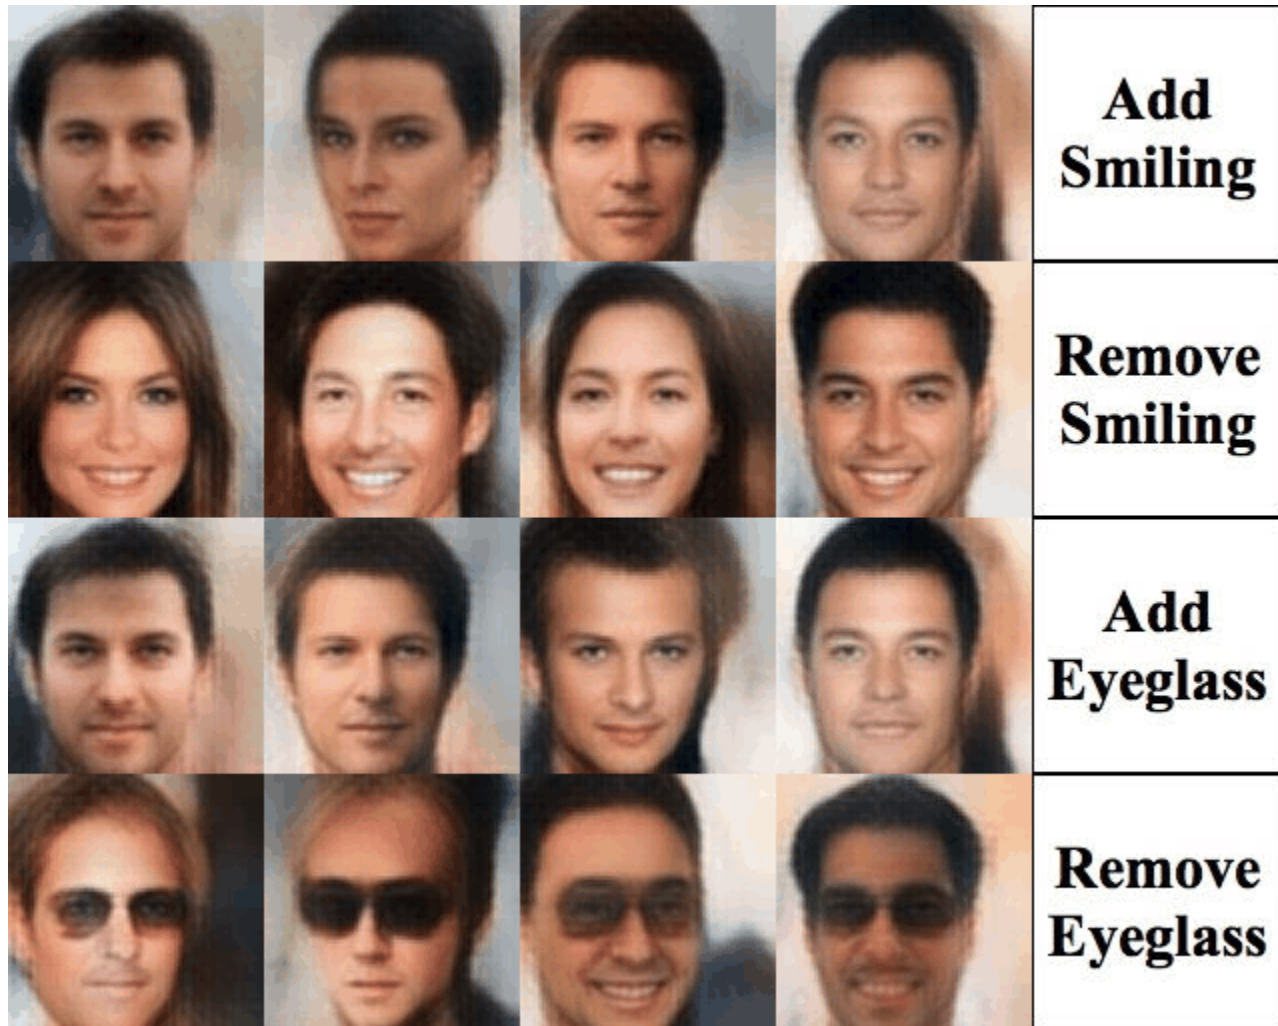 Add
Smiling
Remove
Smiling
Add
Eyeglass
Remove
Eyeglass